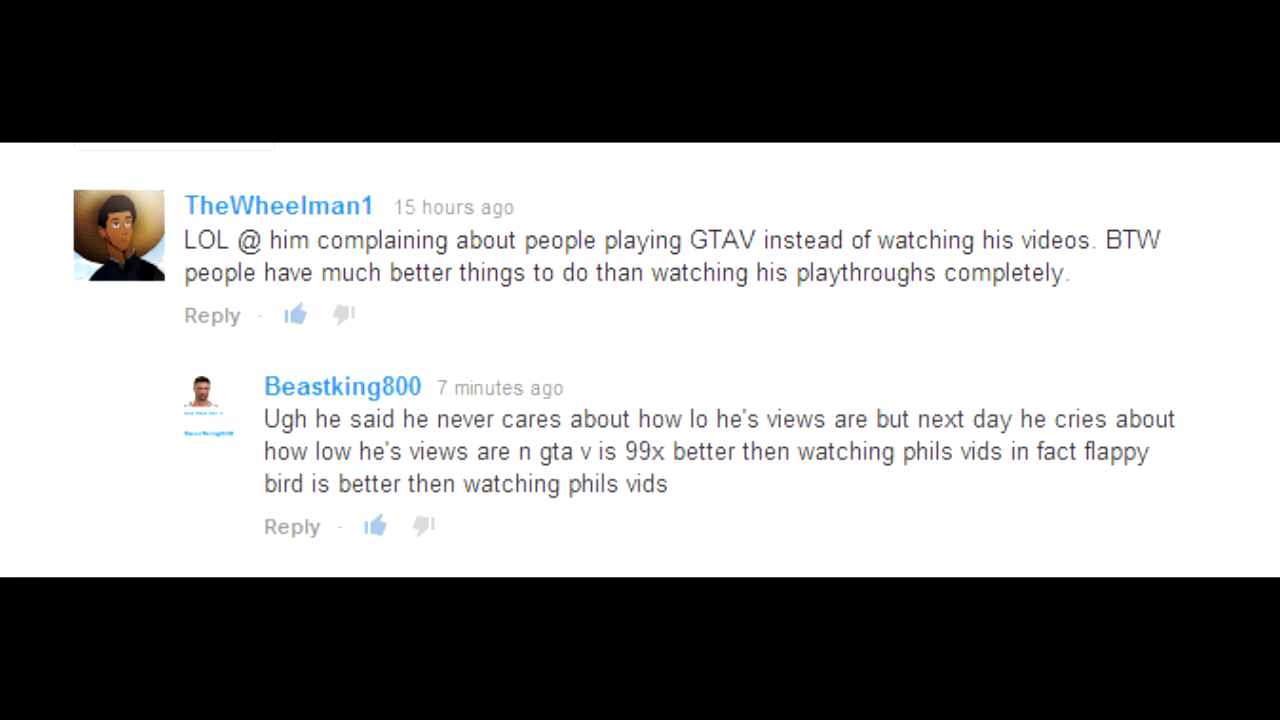 TheWheelman1 15 hours ago
LOL @ him complaining about people playing GTAV instead of watching his videos. BTW
people have much better things to do than watching his playthroughs completely.
Reply ·
Beastking800 7 minutes ago
Ugh he said he never cares about how lo he's views are but next day he cries about
how low he's views are n gta v is 99x better then watching phils vids in fact flappy
bird is better then watching phils vids
Reply ·